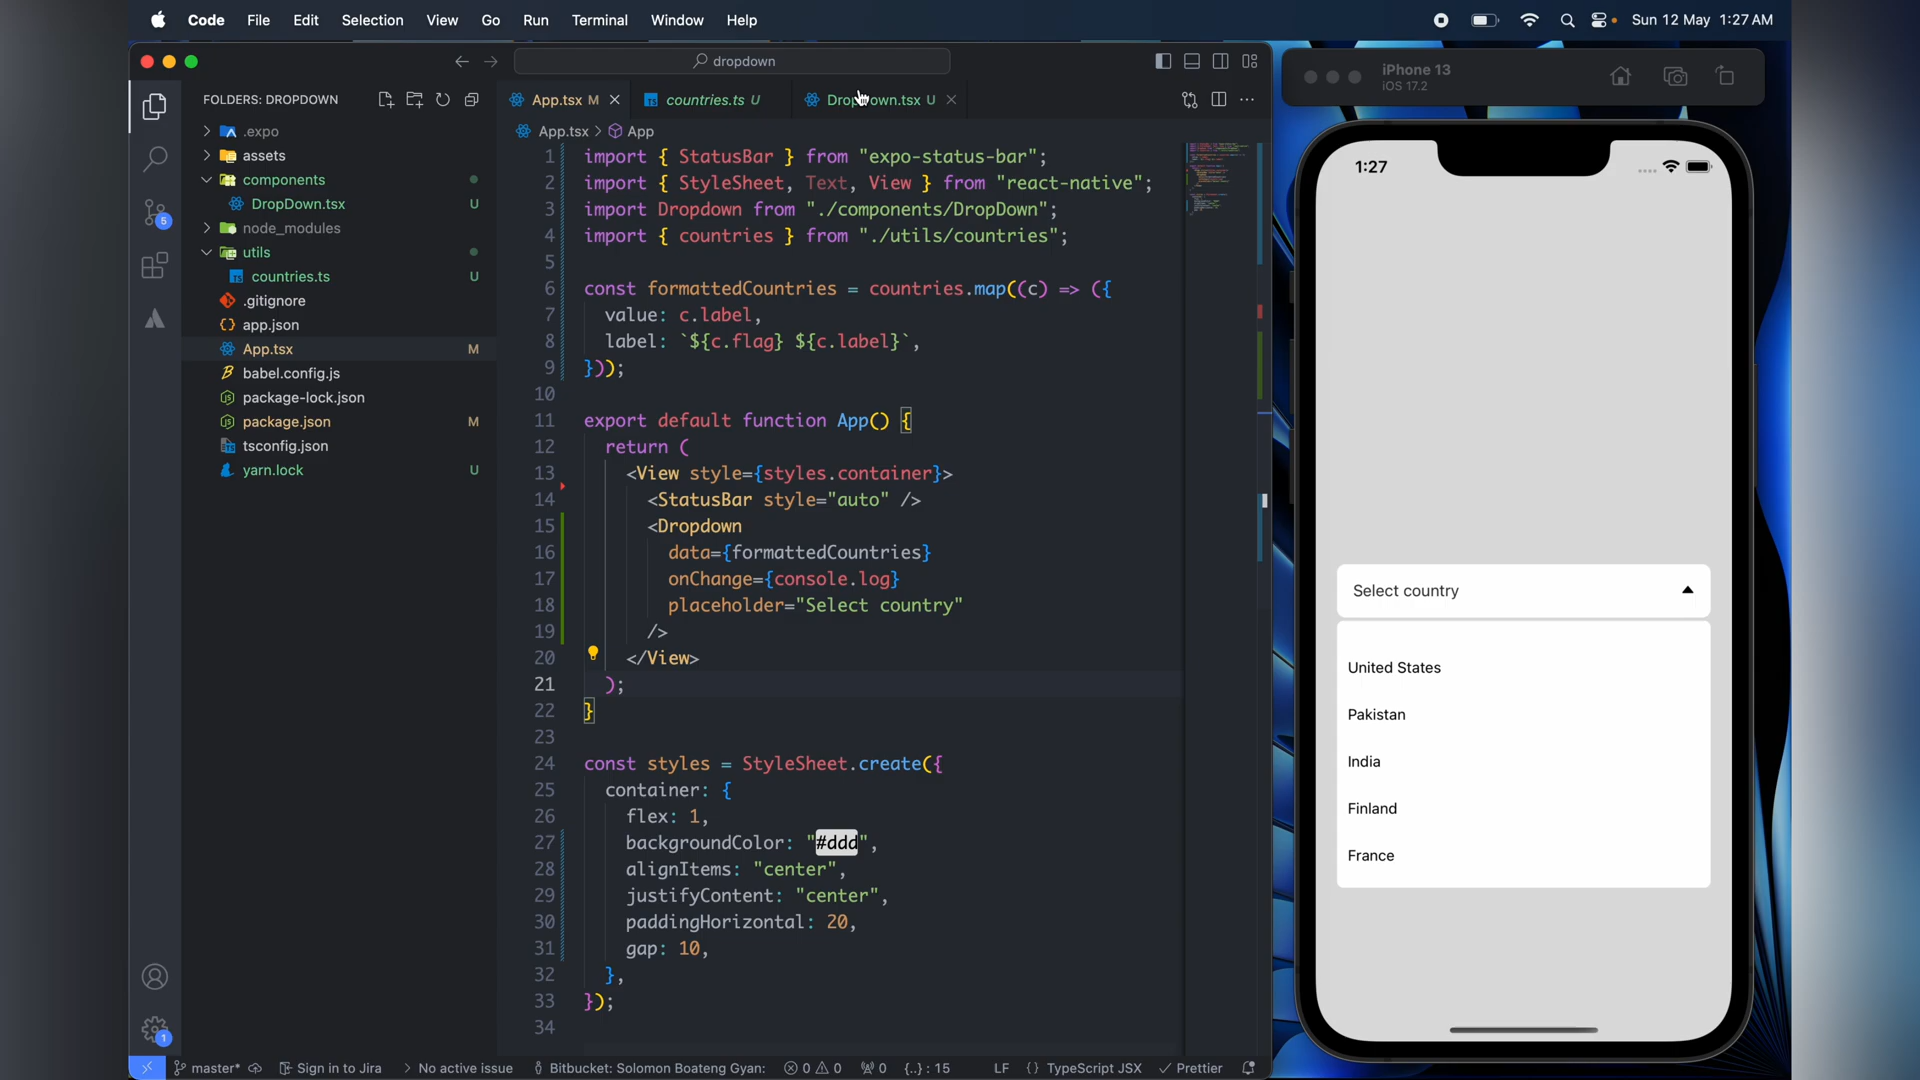 Code File Edit Selection View Go Run Terminal Window Help Sun 12 May 1:27 AM
dropdown
FOLDERS: DROPDOWN
.expo
assets
components
DropDown.tsx U
node_modules
utils
countries.ts U
.gitignore
app.json
App.tsx M
babel.config.js
package-lock.json
package.json M
tsconfig.json
yarn.lock U
5
1
App.tsx M countries.ts U DropDown.tsx U
App.tsx > App
1 import { StatusBar } from "expo-status-bar";
2 import { StyleSheet, Text, View } from "react-native";
3 import Dropdown from "./components/DropDown";
4 import { countries } from "./utils/countries";
5
6 const formattedCountries = countries.map((c) => ({
7 value: c.label,
8 label: `${c.flag} ${c.label}`,
9 }));
10
11 export default function App() {
12 return (
13 <View style={styles.container}>
14 <StatusBar style="auto" />
15 <Dropdown
16 data={formattedCountries}
17 onChange={console.log}
18 placeholder="Select country"
19 />
20 </View>
21 );
22 }
23
24 const styles = StyleSheet.create({
25 container: {
26 flex: 1,
27 backgroundColor: "#ddd",
28 alignItems: "center",
29 justifyContent: "center",
30 paddingHorizontal: 20,
31 gap: 10,
32 },
33 });
34
master* Sign in to Jira > No active issue Bitbucket: Solomon Boateng Gyan: 0 0 0 {..} : 15 LF {} TypeScript JSX Prettier
iPhone 13
iOS 17.2
1:27
Select country
United States
Pakistan
India
Finland
France